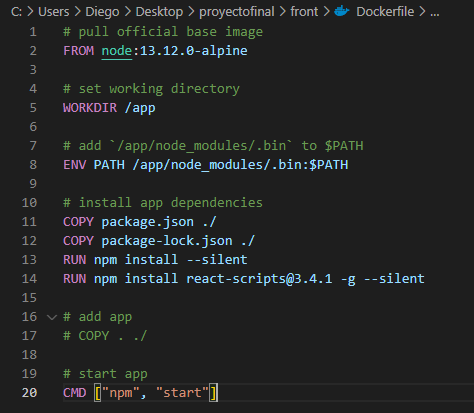 C: > Users > Diego > Desktop > proyectofinal > front > Dockerfile > ...
1 # pull official base image
2 FROM node:13.12.0-alpine
3
4 # set working directory
5 WORKDIR /app
6
7 # add `/app/node_modules/.bin` to $PATH
8 ENV PATH /app/node_modules/.bin:$PATH
9
10 # install app dependencies
11 COPY package.json ./
12 COPY package-lock.json ./
13 RUN npm install --silent
14 RUN npm install react-scripts@3.4.1 -g --silent
15
16 # add app
17 # COPY . ./
18
19 # start app
20 CMD ["npm", "start"]